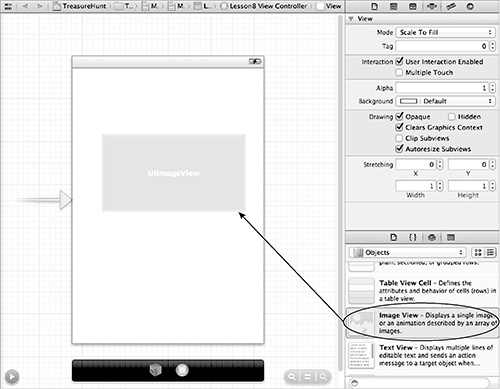 TreasureHunt
M...
M...
L...
Lesson8 View Controller
View
View
Mode
Scale To Fill
Tag
0
Interaction
User Interaction Enabled
Multiple Touch
Alpha
1
Background
Default
Drawing
Opaque
Hidden
Clears Graphics Context
Clip Subviews
Autoresize Subviews
Stretching
0
0
X
Y
1
1
Width
Height
UIImageView
{ }
Objects
plain, sectioned, or grouped rows.
Table View Cell - Defines the
attributes and behavior of cells (rows) in
a table view.
Image View - Displays a single image,
or an animation described by an array of
images.
Text View - Displays multiple lines of
editable text and sends an action
message to a target object when...